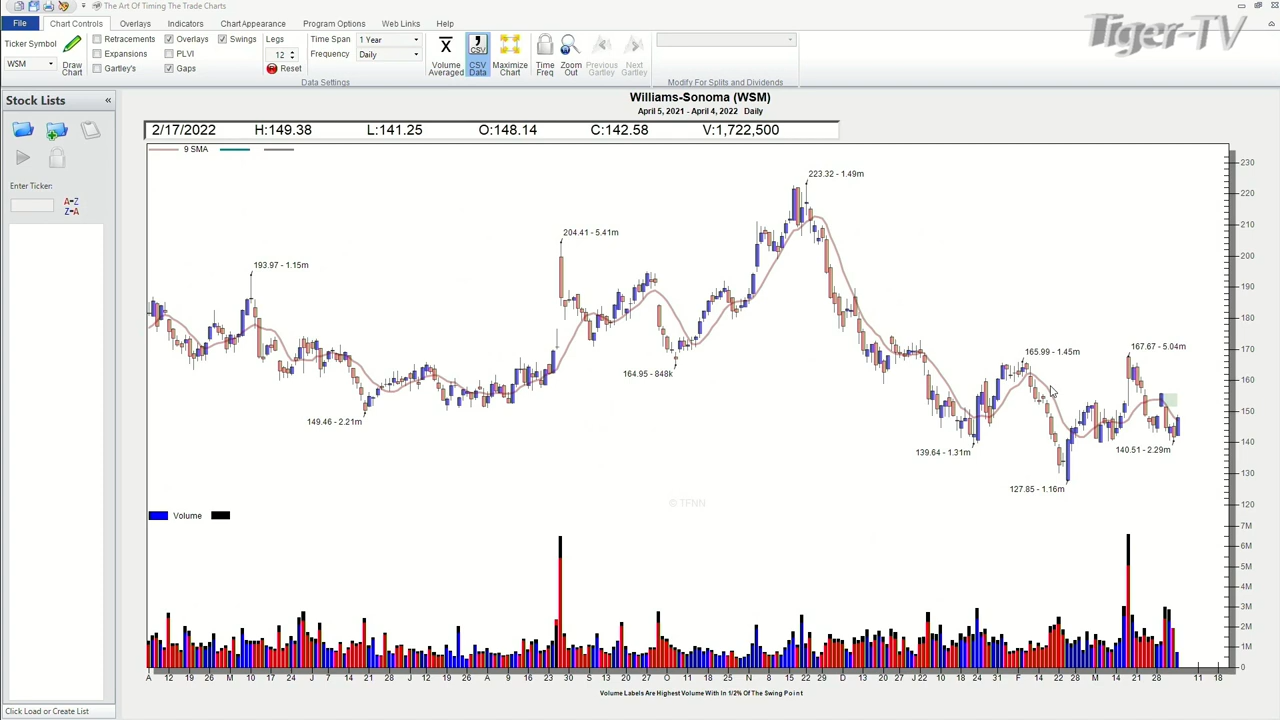 The Art Of Timing The Trade Charts
File Chart Controls Overlays Indicators Chart Appearance Program Options Web Links Help
Tiger-TV
Ticker Symbol
WSM
Draw Chart
Retracements Overlays Swings
Expansions PLVI
Gartley's Gaps
Legs
12
Reset
Time Span 1 Year
Frequency Daily
Data Settings
Volume Averaged
CSV
CSV Data
Maximize Chart
Time Freq
Zoom Out
Previous Gartley
Next Gartley
Modify For Splits and Dividends
Stock Lists «
Enter Ticker:
A-Z
Z-A
Click Load or Create List
Williams-Sonoma (WSM)
April 5, 2021 - April 4, 2022 Daily
2/17/2022 H:149.38 L:141.25 O:148.14 C:142.58 V:1,722,500
9 SMA
223.32 - 1.49m
204.41 - 5.41m
193.97 - 1.15m
165.99 - 1.45m
167.67 - 5.04m
164.95 - 848k
149.46 - 2.21m
139.64 - 1.31m
140.51 - 2.29m
127.85 - 1.16m
© TFNN
230
220
210
200
190
180
170
160
150
140
130
120
Volume
7M
6M
5M
4M
3M
2M
1M
0
A 12 19 26 M 10 17 24 J 7 14 21 28 J 12 19 26 A 9 16 23 30 S 13 20 27 O 11 18 25 N 8 15 22 29 D 13 20 27 J22 10 18 24 31 F 14 22 28 M 14 21 28 11 18
Volume Labels Are Highest Volume With In 1/2% Of The Swing Point